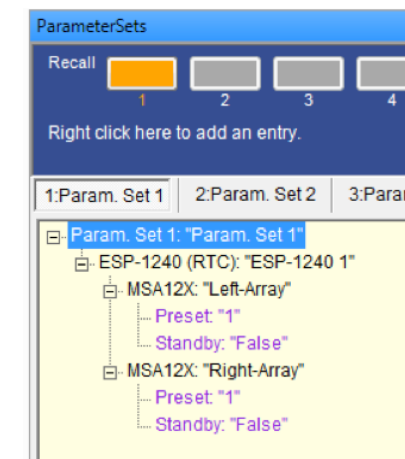 ParameterSets
Recall
1 2 3 4
Right click here to add an entry.
1:Param. Set 1 2:Param. Set 2 3:Para
Param. Set 1: "Param. Set 1"
ESP-1240 (RTC): "ESP-1240 1"
MSA12X: "Left-Array"
Preset: "1"
Standby: "False"
MSA12X: "Right-Array"
Preset: "1"
Standby: "False"